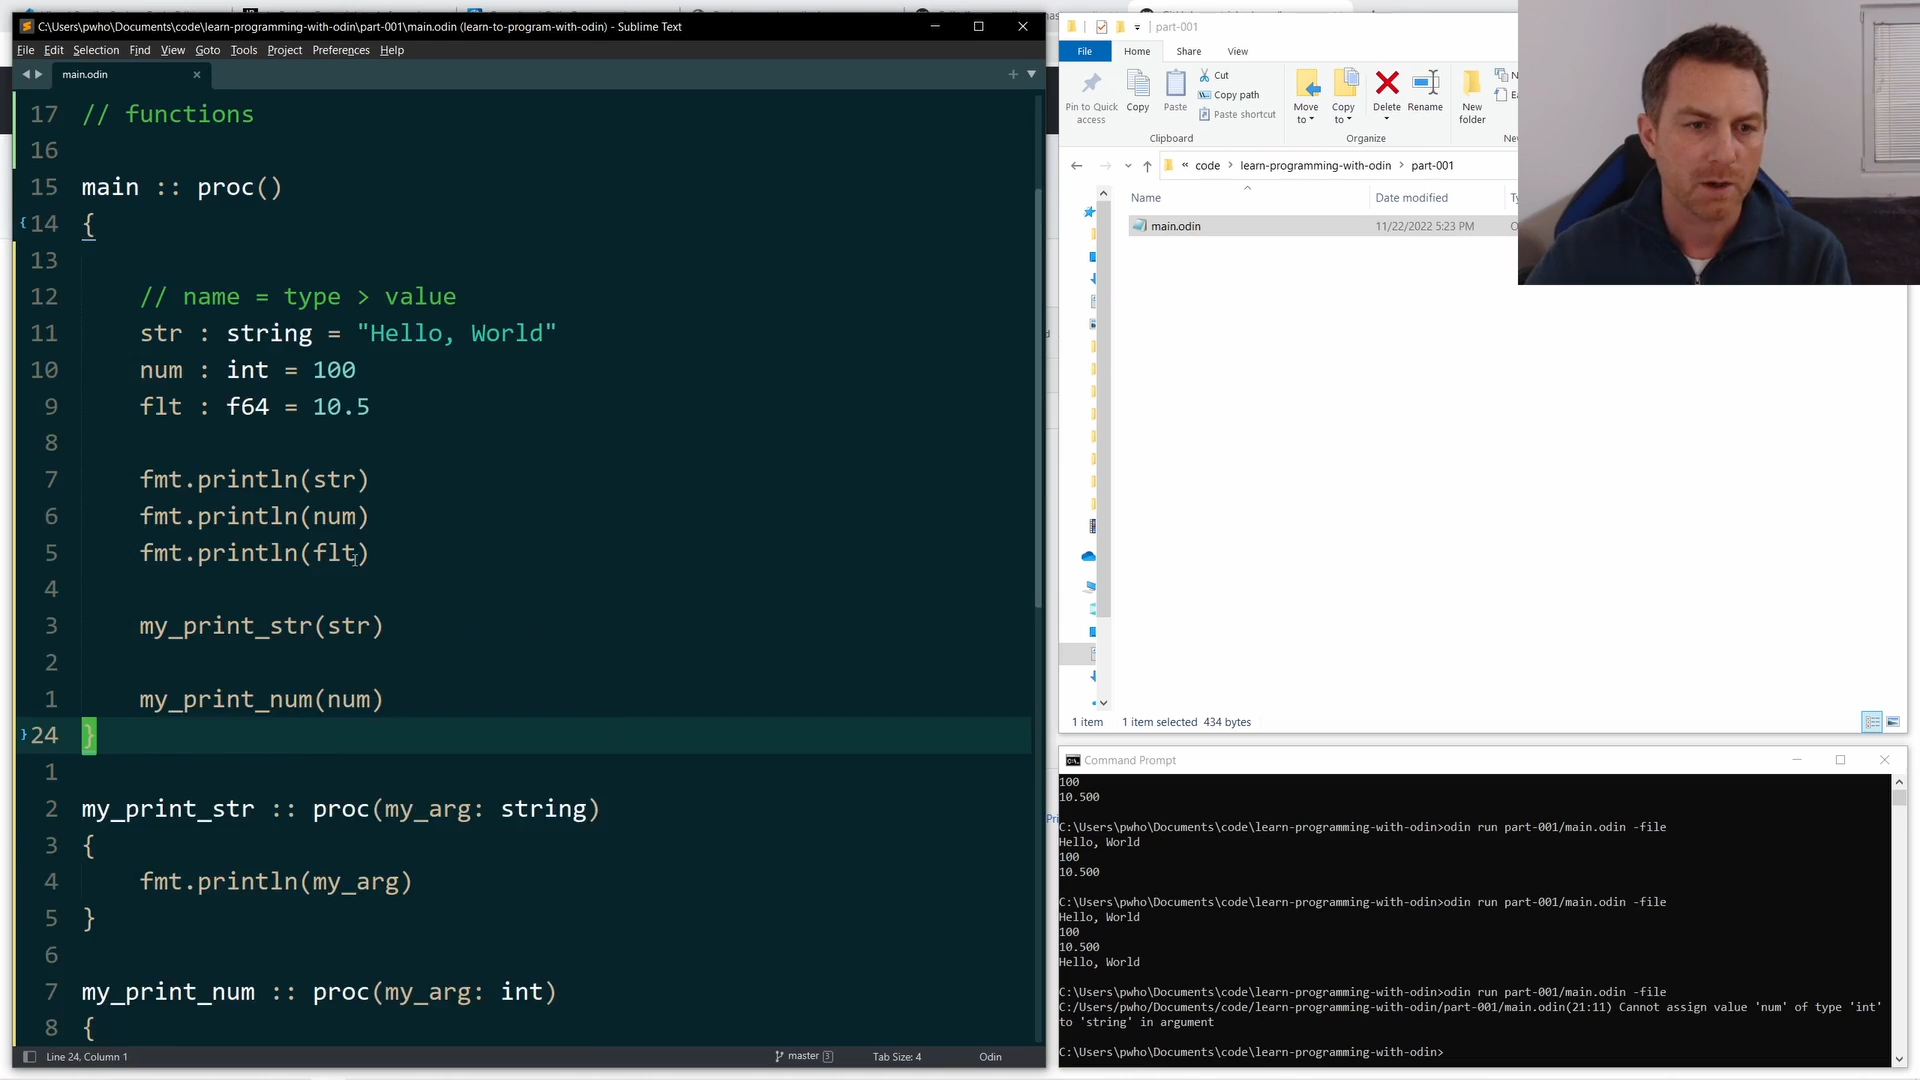 C:\Users\pwho\Documents\code\learn-programming-with-odin\part-001\main.odin (learn-to-program-with-odin) - Sublime Text
File Edit Selection Find View Goto Tools Project Preferences Help
main.odin
17 // functions
16
15 main :: proc()
14 {
13
12 // name = type > value
11 str : string = "Hello, World"
10 num : int = 100
9 flt : f64 = 10.5
8
7 fmt.println(str)
6 fmt.println(num)
5 fmt.println(flt)
4
3 my_print_str(str)
2
1 my_print_num(num)
24 }
1
2 my_print_str :: proc(my_arg: string)
3 {
4 fmt.println(my_arg)
5 }
6
7 my_print_num :: proc(my_arg: int)
8 {
Line 24, Column 1 master 3 Tab Size: 4 Odin
part-001
File Home Share View
Pin to Quick access
Copy
Paste
Cut
Copy path
Paste shortcut
Clipboard
Move to
Copy to
Delete
Rename
New folder
Organize
« code > learn-programming-with-odin > part-001
Name Date modified
main.odin 11/22/2022 5:23 PM
1 item 1 item selected 434 bytes
Command Prompt
100
10.500
C:\Users\pwho\Documents\code\learn-programming-with-odin>odin run part-001/main.odin -file
Hello, World
100
10.500
C:\Users\pwho\Documents\code\learn-programming-with-odin>odin run part-001/main.odin -file
Hello, World
100
10.500
Hello, World
C:\Users\pwho\Documents\code\learn-programming-with-odin>odin run part-001/main.odin -file
C:/Users/pwho/Documents/code/learn-programming-with-odin/part-001/main.odin(21:11) Cannot assign value 'num' of type 'int'
to 'string' in argument
C:\Users\pwho\Documents\code\learn-programming-with-odin>